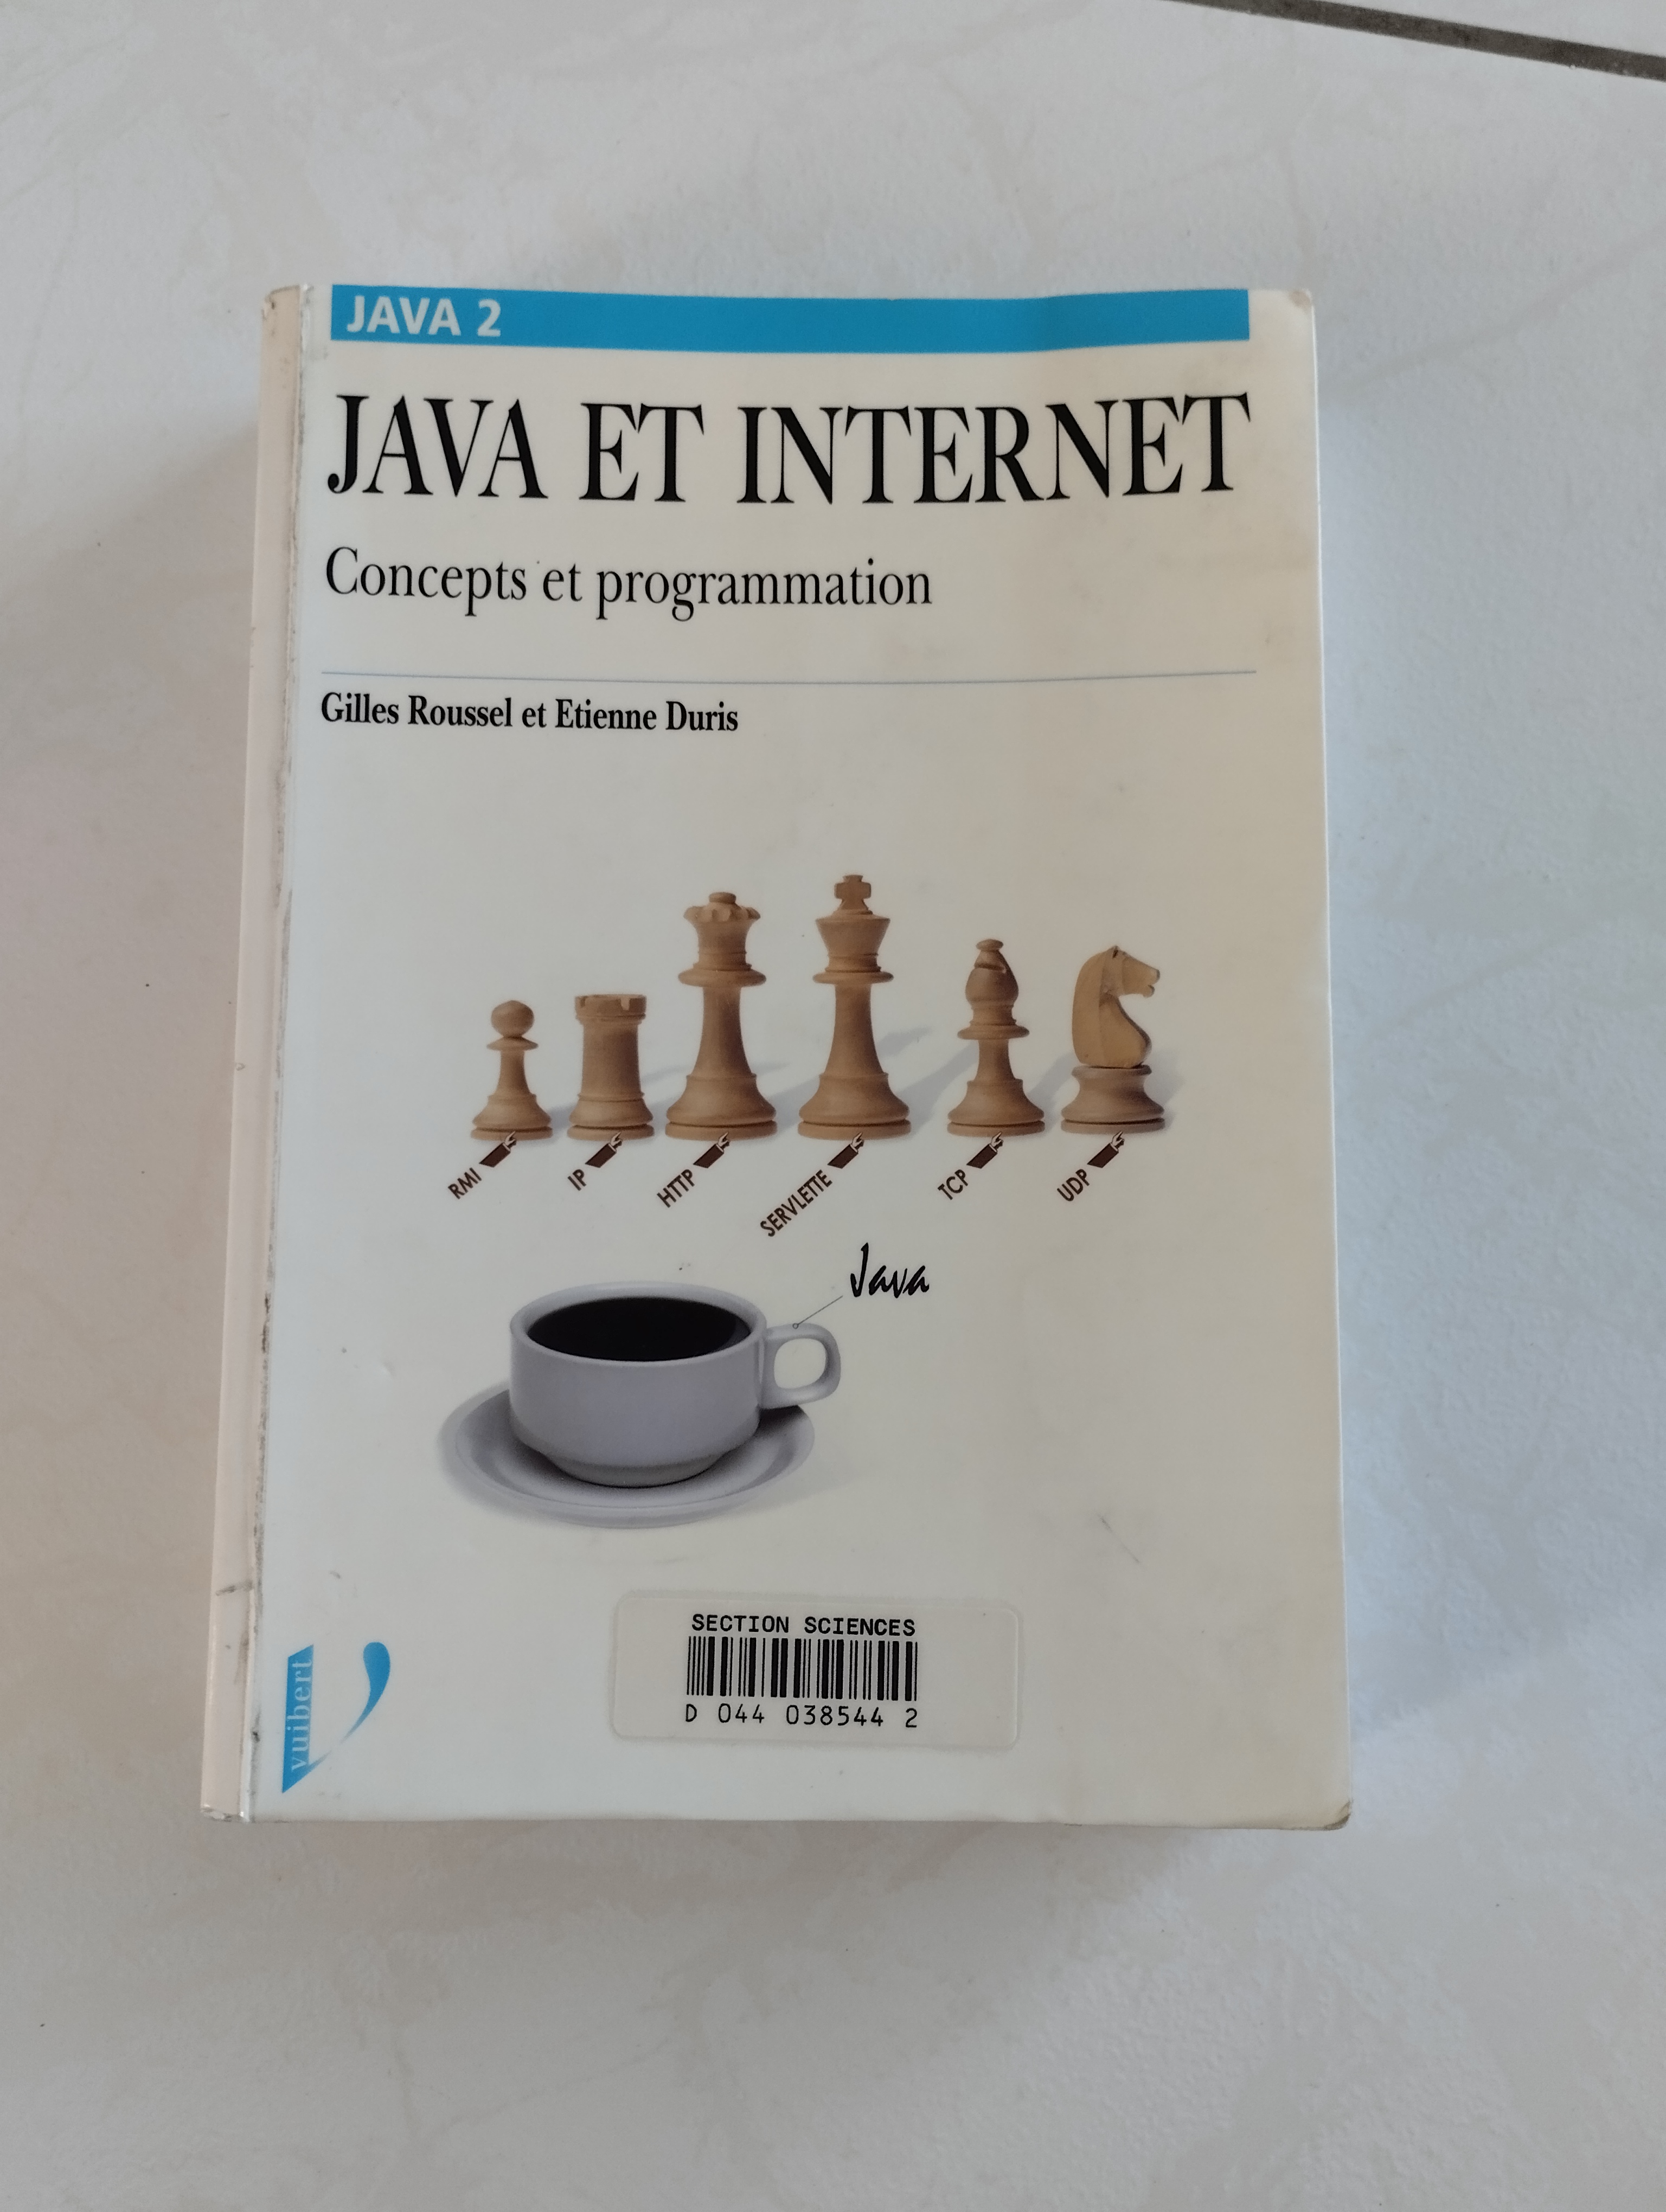 JAVA 2
JAVA ET INTERNET
Concepts et programmation
Gilles Roussel et Etienne Duris
RMI
IP
HTTP
SERVLETTE
TCP
UDP
Java
SECTION SCIENCES
D 044 038544 2
vuibert